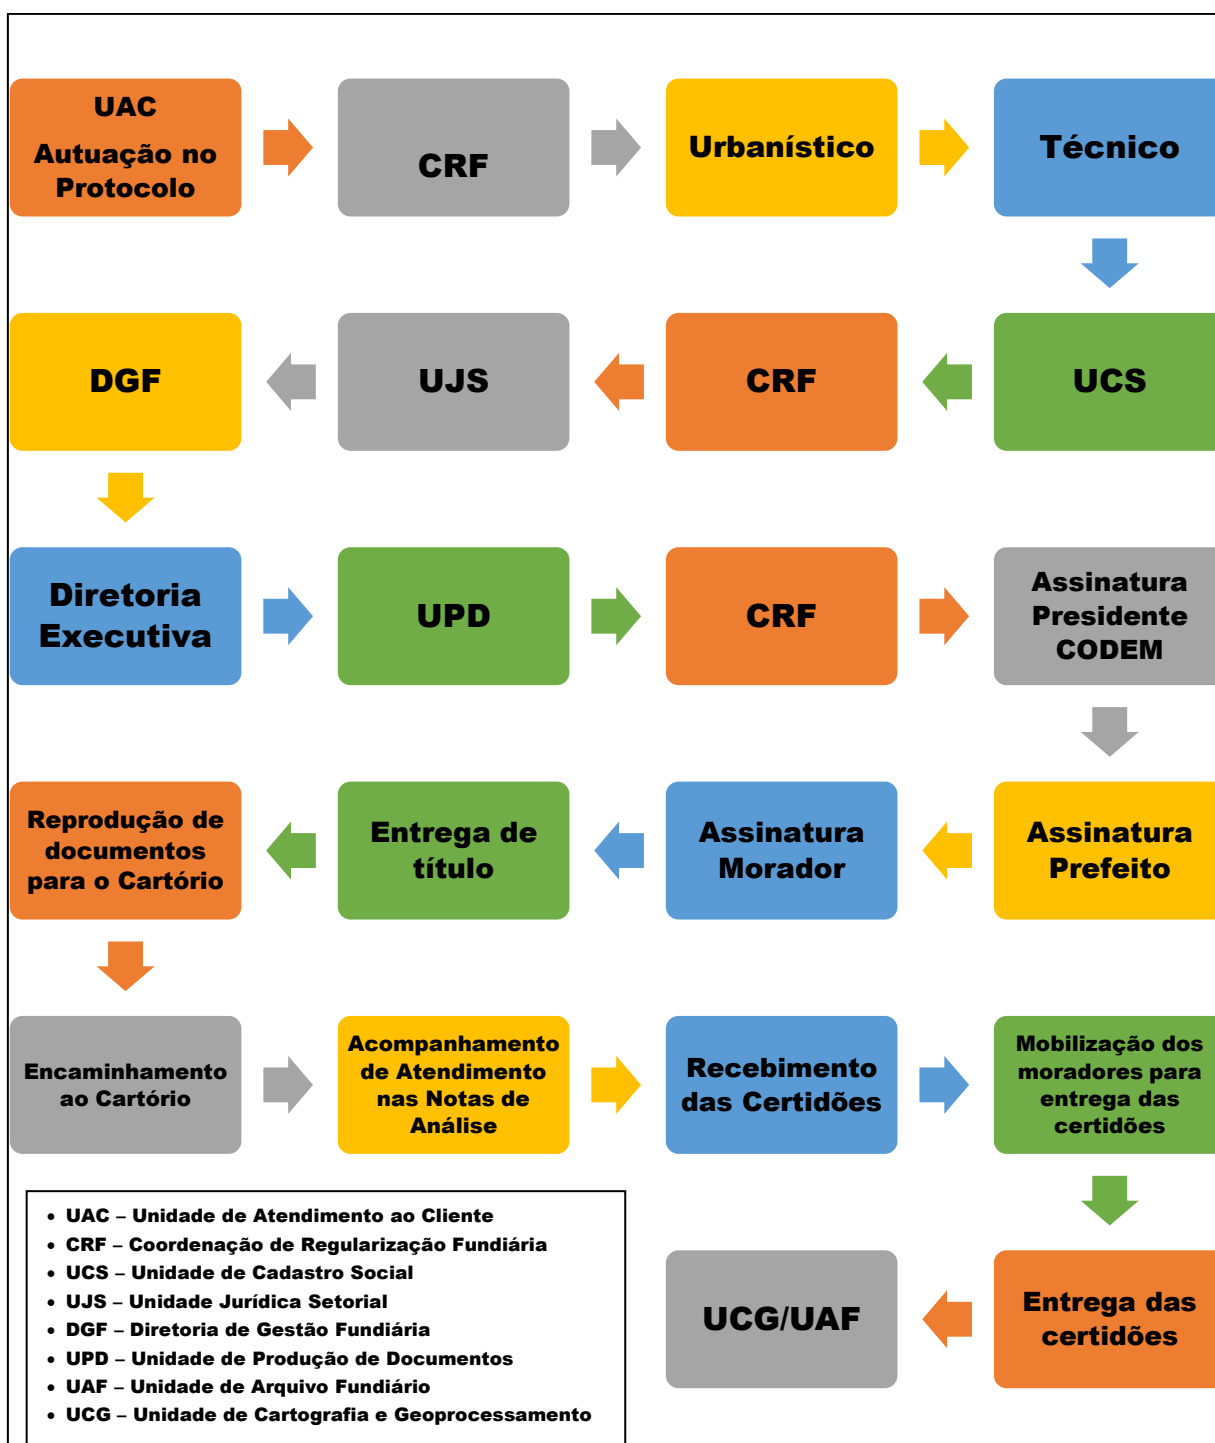 UAC
Autuação no
Protocolo
CRF
Urbanístico
Técnico
UCS
CRF
UJS
DGF
Diretoria
Executiva
UPD
CRF
Assinatura
Presidente
CODEM
Assinatura
Prefeito
Assinatura
Morador
Entrega de
título
Reprodução de
documentos
para o Cartório
Encaminhamento
ao Cartório
Acompanhamento
de Atendimento
nas Notas de
Análise
Recebimento
das Certidões
Mobilização dos
moradores para
entrega das
certidões
Entrega das
certidões
UCG/UAF
• UAC – Unidade de Atendimento ao Cliente
• CRF – Coordenação de Regularização Fundiária
• UCS – Unidade de Cadastro Social
• UJS – Unidade Jurídica Setorial
• DGF – Diretoria de Gestão Fundiária
• UPD – Unidade de Produção de Documentos
• UAF – Unidade de Arquivo Fundiário
• UCG – Unidade de Cartografia e Geoprocessamento